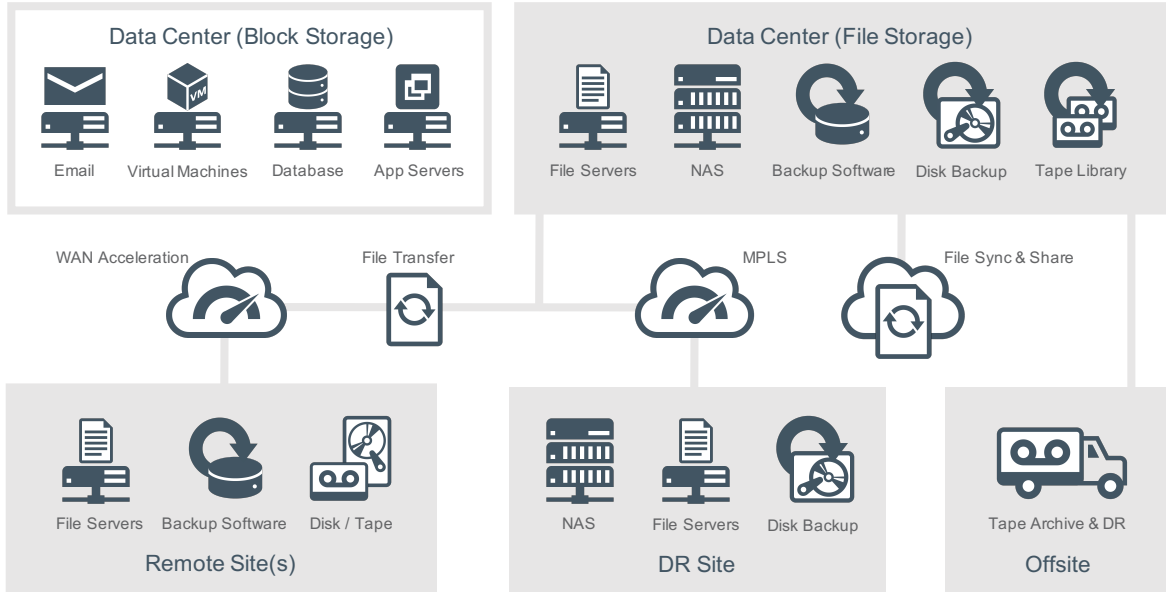 Data Center (Block Storage)
VM
Email
Virtual Machines
Database
App Servers
Data Center (File Storage)
File Servers
NAS
Backup Software
Disk Backup
Tape Library
WAN Acceleration
File Transfer
MPLS
File Sync & Share
File Servers
Backup Software
Disk / Tape
Remote Site(s)
NAS
File Servers
Disk Backup
DR Site
Tape Archive & DR
Offsite